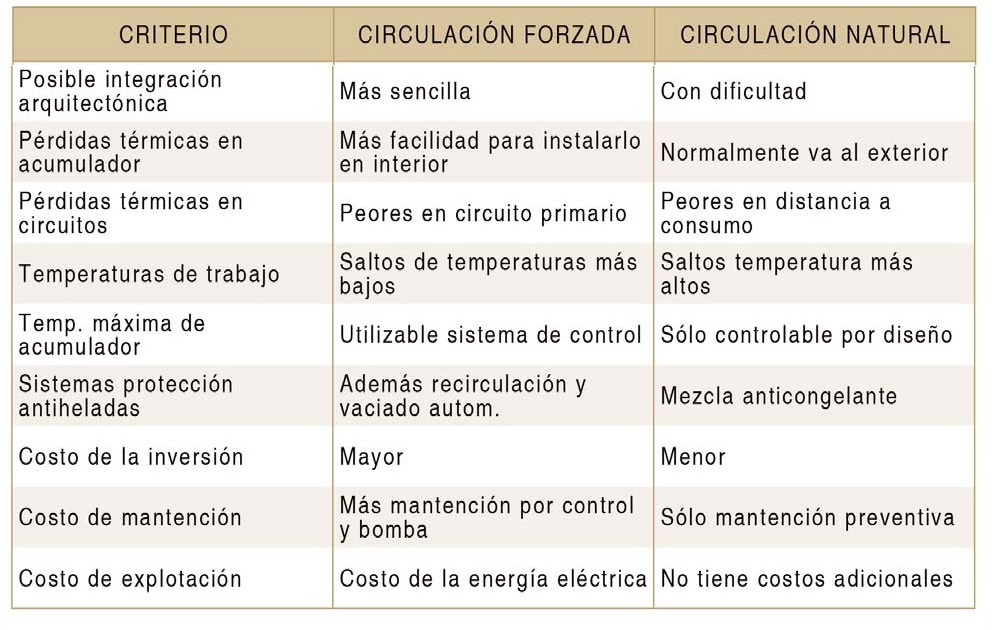 CRITERIO
CIRCULACIÓN FORZADA
CIRCULACIÓN NATURAL
Posible integración
arquitectónica
Más sencilla
Con dificultad
Pérdidas térmicas en
acumulador
Más facilidad para instalarlo
en interior
Normalmente va al exterior
Pérdidas térmicas en
circuitos
Peores en circuito primario
Peores en distancia a
consumo
Temperaturas de trabajo
Saltos de temperaturas más
bajos
Saltos temperatura más
altos
Temp. máxima de
acumulador
Utilizable sistema de control
Sólo controlable por diseño
Sistemas protección
antiheladas
Además recirculación y
vaciado autom.
Mezcla anticongelante
Costo de la inversión
Mayor
Menor
Costo de mantención
Más mantención por control
y bomba
Sólo mantención preventiva
Costo de explotación
Costo de la energía eléctrica
No tiene costos adicionales